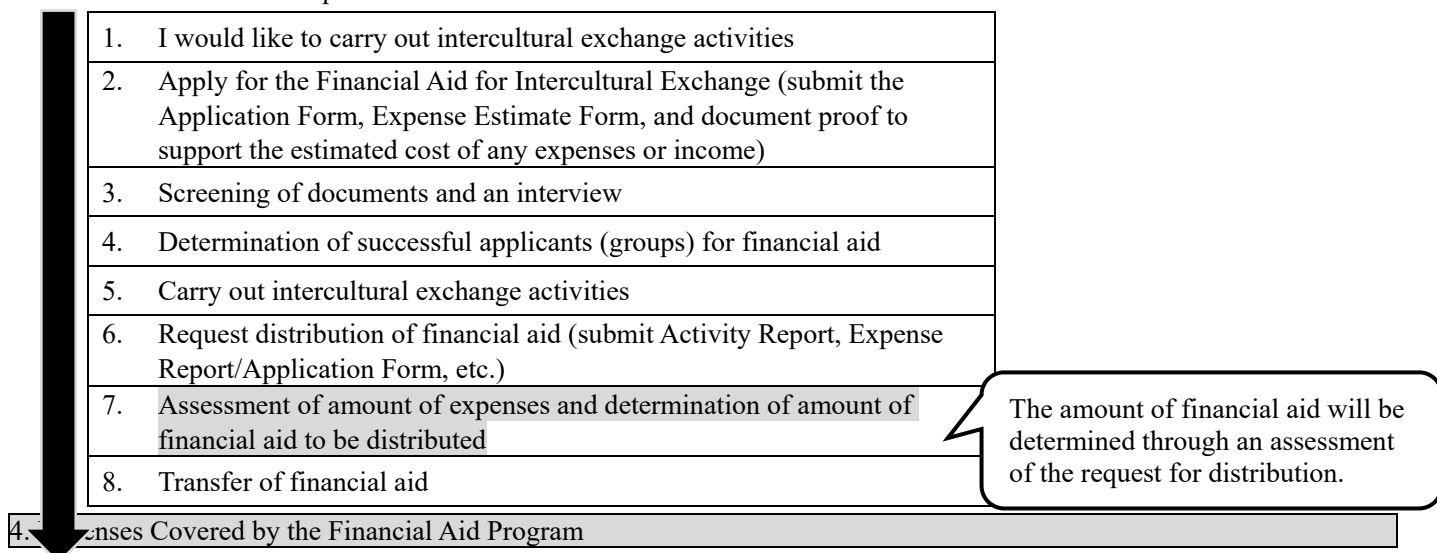 1. I would like to carry out intercultural exchange activities
2. Apply for the Financial Aid for Intercultural Exchange (submit the
Application Form, Expense Estimate Form, and document proof to
support the estimated cost of any expenses or income)
3. Screening of documents and an interview
4. Determination of successful applicants (groups) for financial aid
5. Carry out intercultural exchange activities
6. Request distribution of financial aid (submit Activity Report, Expense
Report/Application Form, etc.)
7. Assessment of amount of expenses and determination of amount of
financial aid to be distributed
The amount of financial aid will be
determined through an assessment
of the request for distribution.
8. Transfer of financial aid
4. enses Covered by the Financial Aid Program